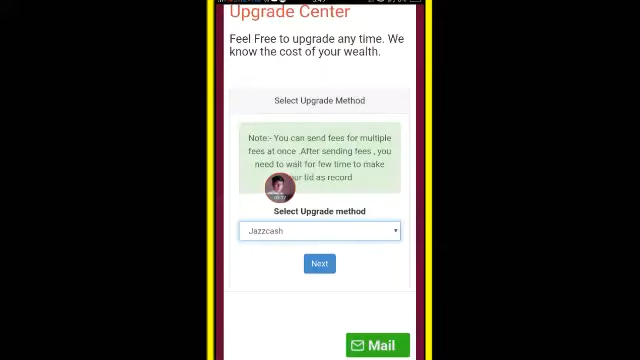 Upgrade Center
Feel Free to upgrade any time. We
know the cost of your wealth.
Select Upgrade Method
Note:- You can send fees for multiple
fees at once .After sending fees , you
need to wait for few time to make
tid as record
Select Upgrade method
Jazzcash
Next
Mail